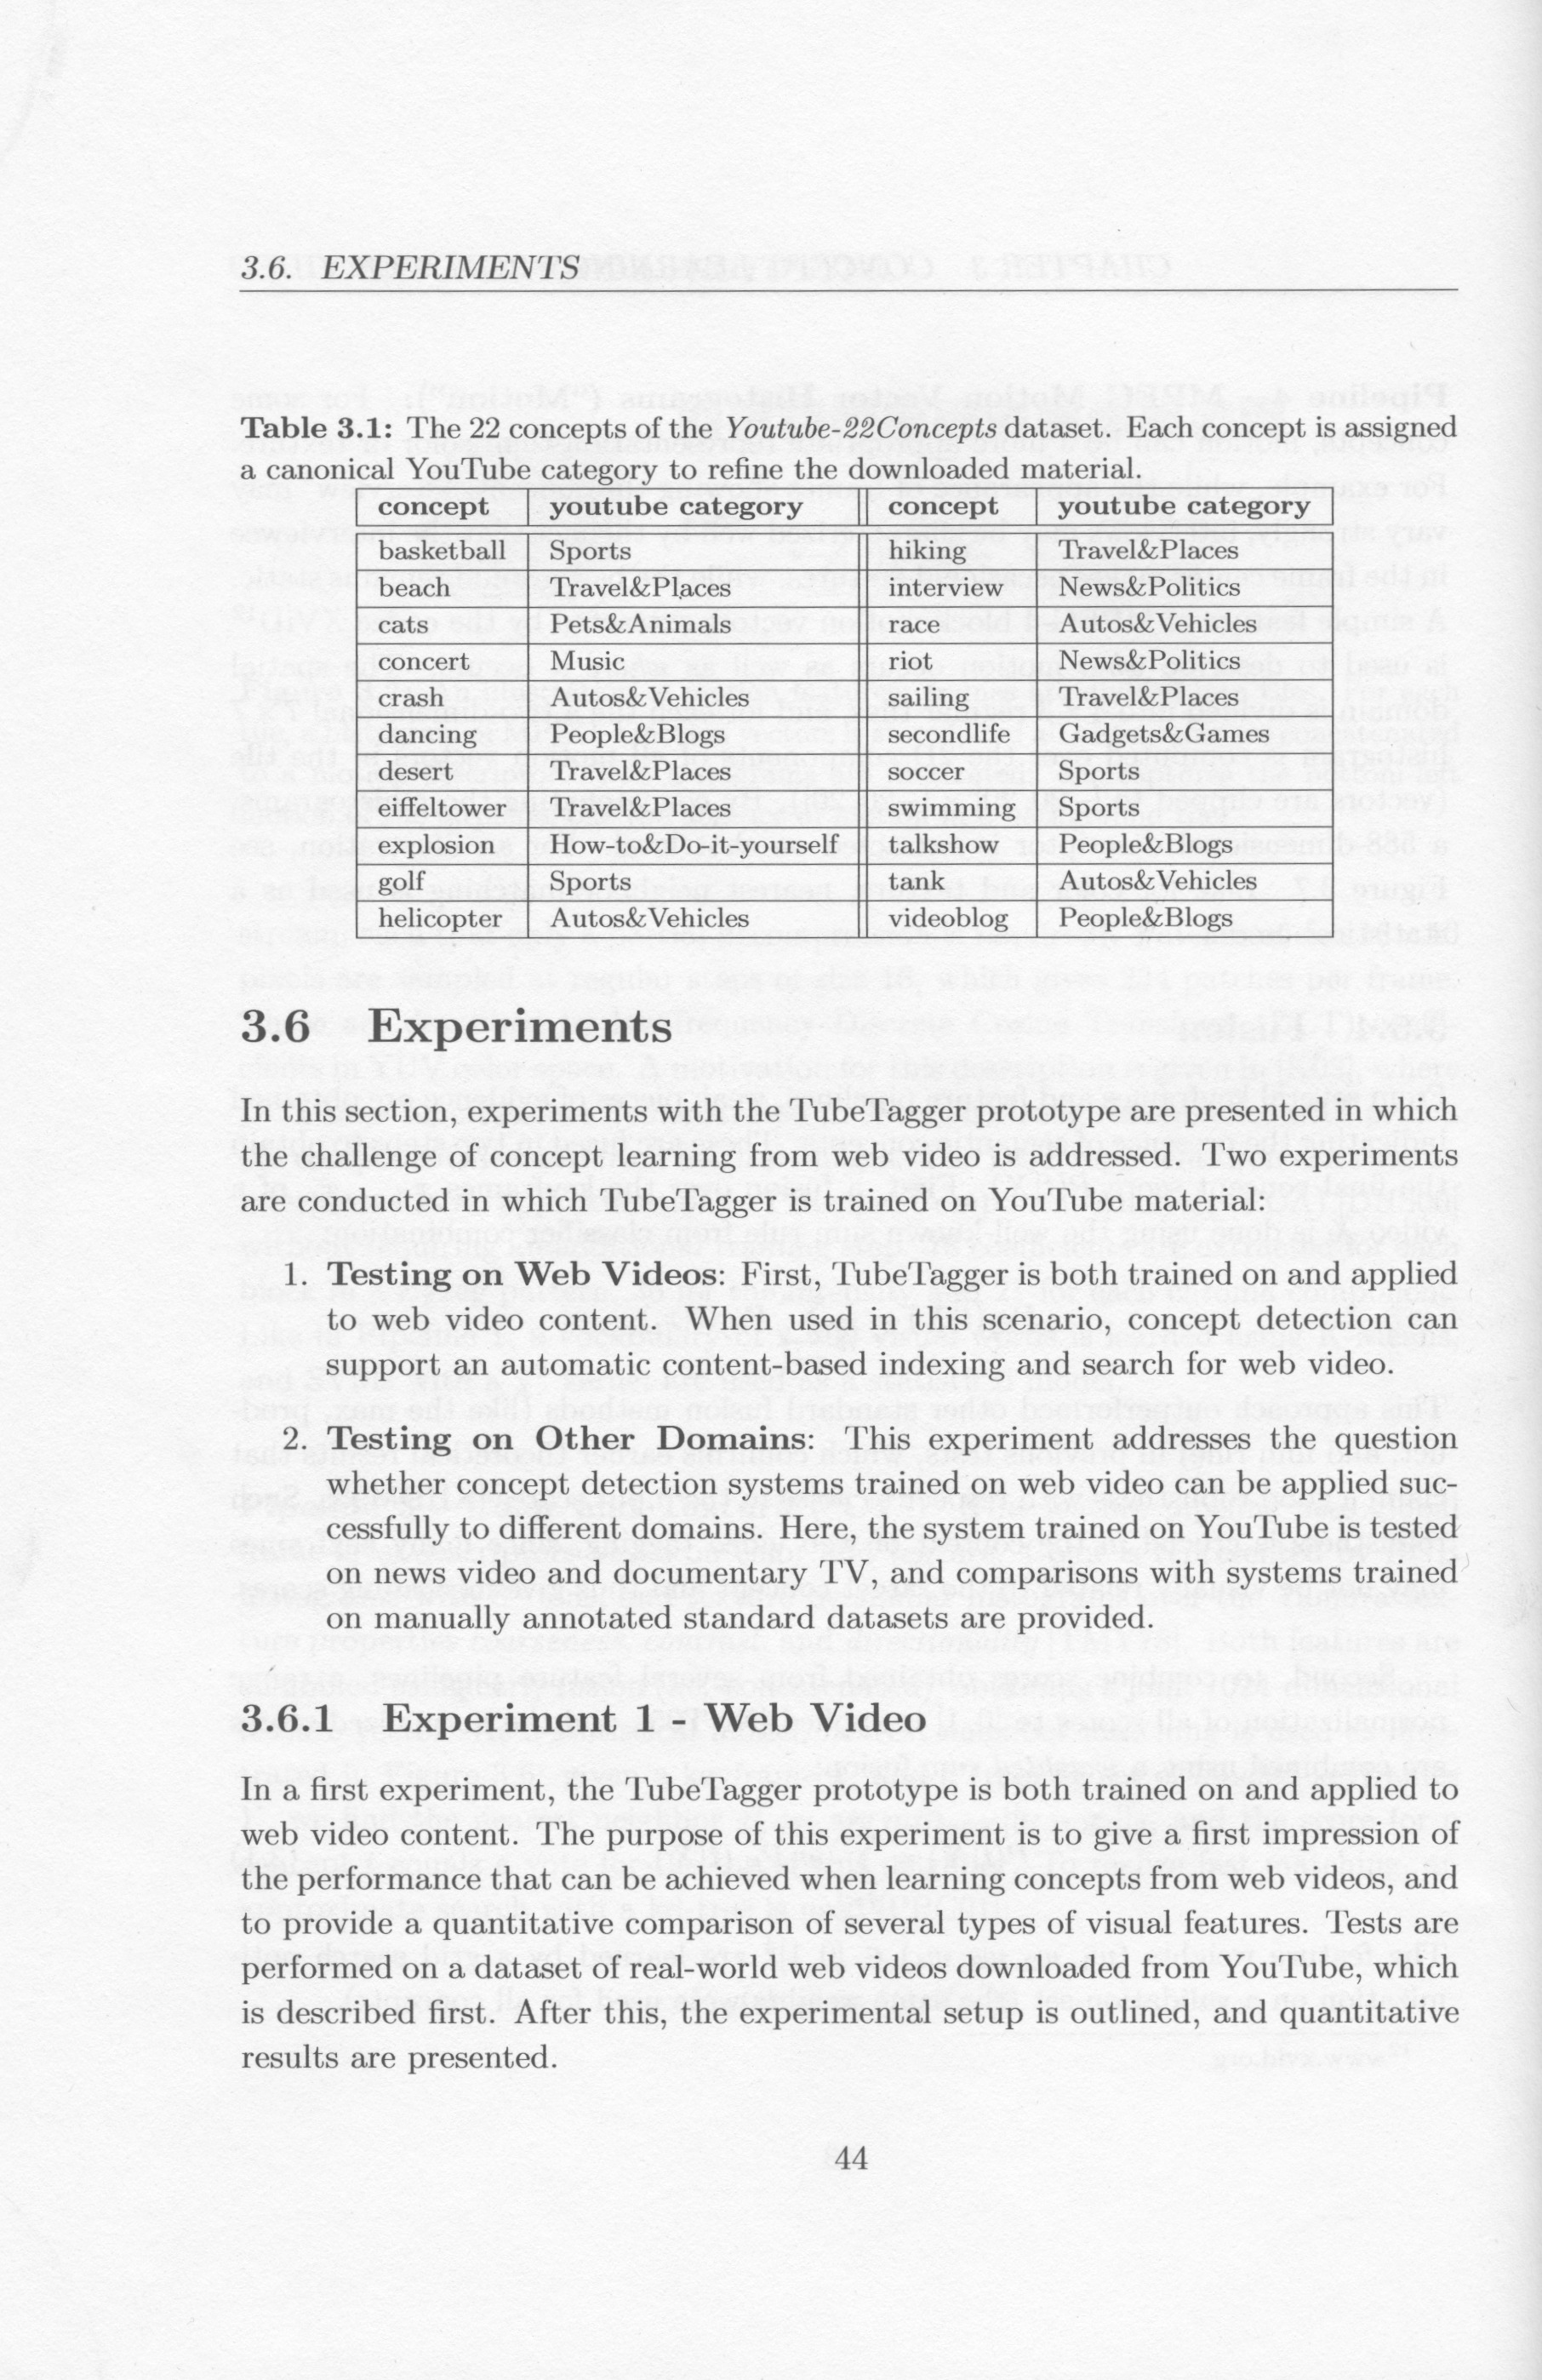 3.6. EXPERIMENTS
Table 3.1: The 22 concepts of the Youtube-22Concepts dataset. Each concept is assigned
a canonical YouTube category to refine the downloaded material.
concept youtube category concept youtube category
basketball Sports hiking Travel&Places
beach Travel&Places interview News&Politics
cats Pets&Animals race Autos&Vehicles
concert Music riot News&Politics
crash Autos&Vehicles sailing Travel&Places
dancing People&Blogs secondlife Gadgets&Games
desert Travel&Places soccer Sports
eiffeltower Travel&Places swimming Sports
explosion How-to&Do-it-yourself talkshow People&Blogs
golf Sports tank Autos&Vehicles
helicopter Autos&Vehicles videoblog People&Blogs
3.6 Experiments
In this section, experiments with the TubeTagger prototype are presented in which
the challenge of concept learning from web video is addressed. Two experiments
are conducted in which TubeTagger is trained on YouTube material:
1. Testing on Web Videos: First, TubeTagger is both trained on and applied
to web video content. When used in this scenario, concept detection can
support an automatic content-based indexing and search for web video.
2. Testing on Other Domains: This experiment addresses the question
whether concept detection systems trained on web video can be applied suc-
cessfully to different domains. Here, the system trained on YouTube is tested
on news video and documentary TV, and comparisons with systems trained
on manually annotated standard datasets are provided.
3.6.1 Experiment 1 - Web Video
In a first experiment, the TubeTagger prototype is both trained on and applied to
web video content. The purpose of this experiment is to give a first impression of
the performance that can be achieved when learning concepts from web videos, and
to provide a quantitative comparison of several types of visual features. Tests are
performed on a dataset of real-world web videos downloaded from YouTube, which
is described first. After this, the experimental setup is outlined, and quantitative
results are presented.
44